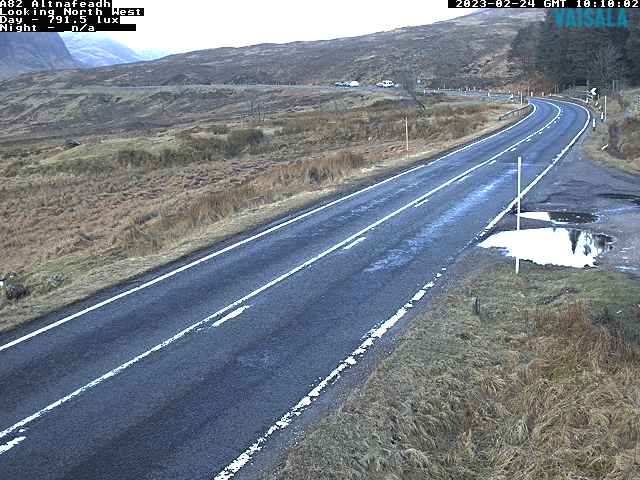 A82 Altnafeadh
Looking North West
Day - 791.5 lux
Night - n/a
2023-02-24 GMT 10:10:02
VAISALA